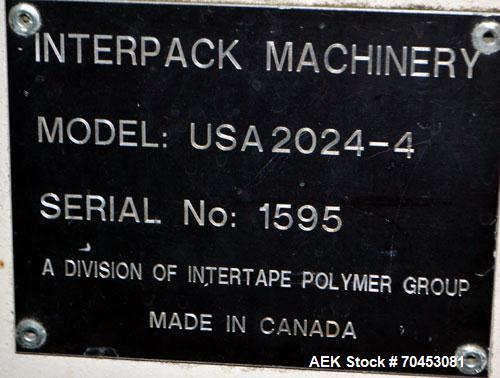 INTERPACK MACHINERY
MODEL: USA2024-4
SERIAL No: 1595
A DIVISION OF INTERTAPE POLYMER GROUP
MADE IN CANADA
AEK Stock # 70453081